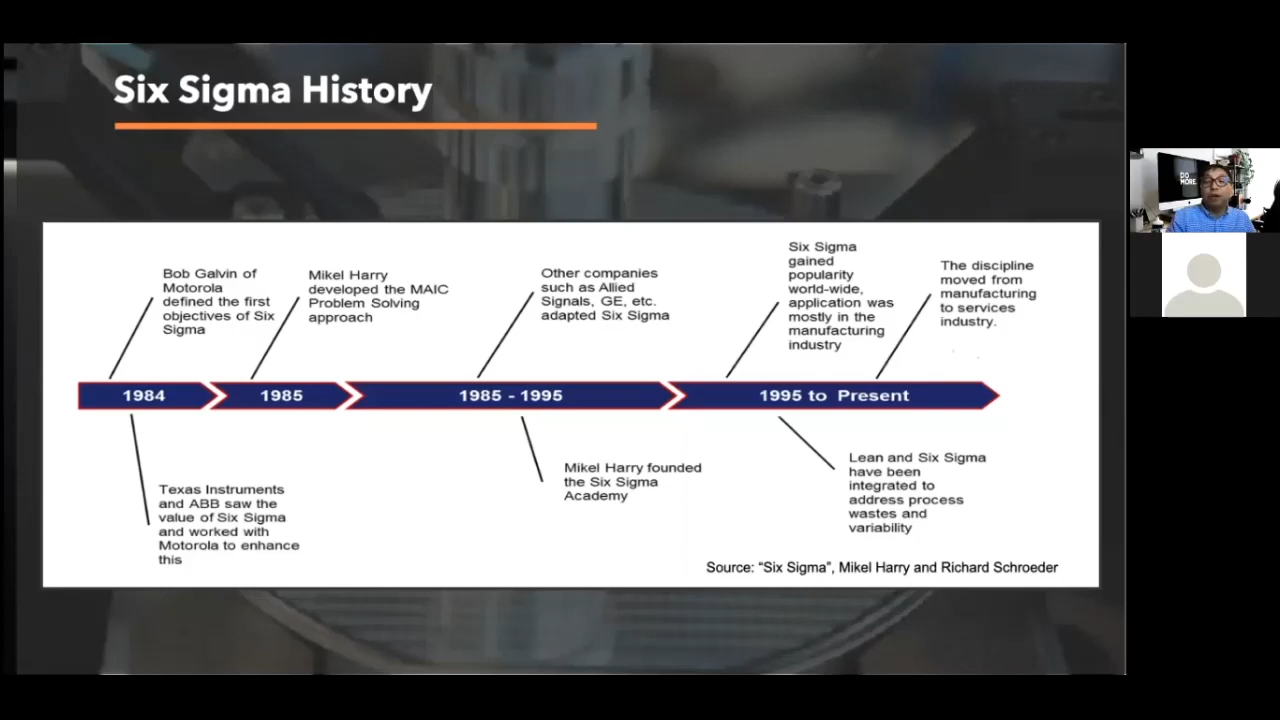 Six Sigma History
Bob Galvin of
Motorola
defined the first
objectives of Six
Sigma
Mikel Harry
developed the MAIC
Problem Solving
approach
Other companies
such as Allied
Signals, GE, etc.
adapted Six Sigma
Six Sigma
gained
popularity
world-wide,
application was
mostly in the
manufacturing
industry
The discipline
moved from
manufacturing
to services
industry.
1984
1985
1985 - 1995
1995 to Present
Texas Instruments
and ABB saw the
value of Six Sigma
and worked with
Motorola to enhance
this
Mikel Harry founded
the Six Sigma
Academy
Lean and Six Sigma
have been
integrated to
address process
wastes and
variability
Source: “Six Sigma”, Mikel Harry and Richard Schroeder
DO
MORE.